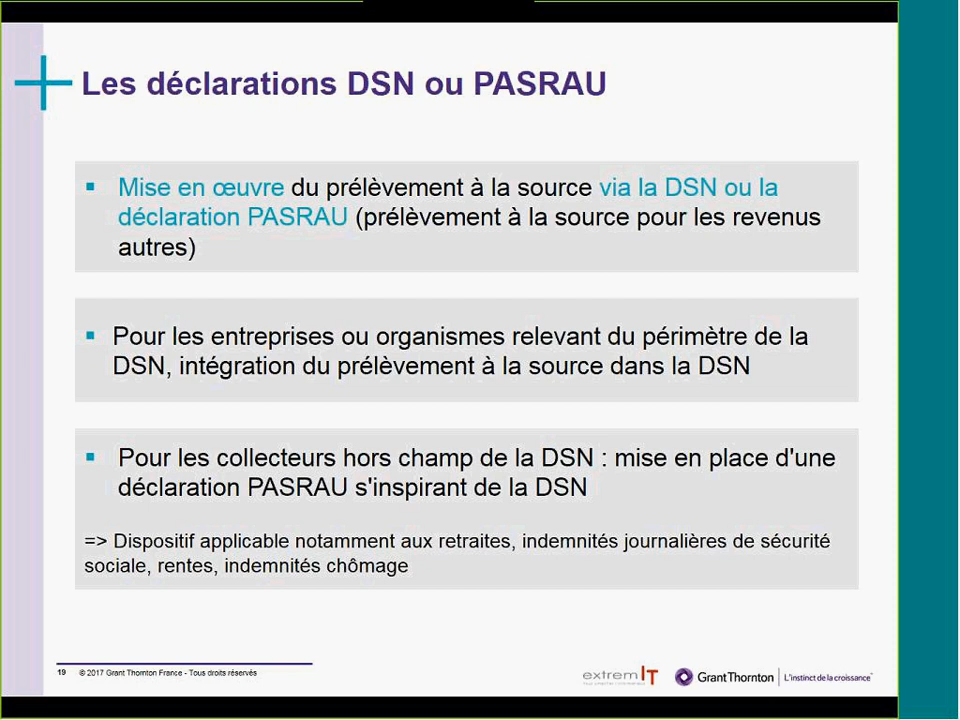 Les déclarations DSN ou PASRAU
▪ Mise en œuvre du prélèvement à la source via la DSN ou la
déclaration PASRAU (prélèvement à la source pour les revenus
autres)
▪ Pour les entreprises ou organismes relevant du périmètre de la
DSN, intégration du prélèvement à la source dans la DSN
▪ Pour les collecteurs hors champ de la DSN : mise en place d'une
déclaration PASRAU s'inspirant de la DSN
=> Dispositif applicable notamment aux retraites, indemnités journalières de sécurité
sociale, rentes, indemnités chômage
19 © 2017 Grant Thornton France - Tous droits réservés
extremIT
Grant Thornton | L'instinct de la croissance